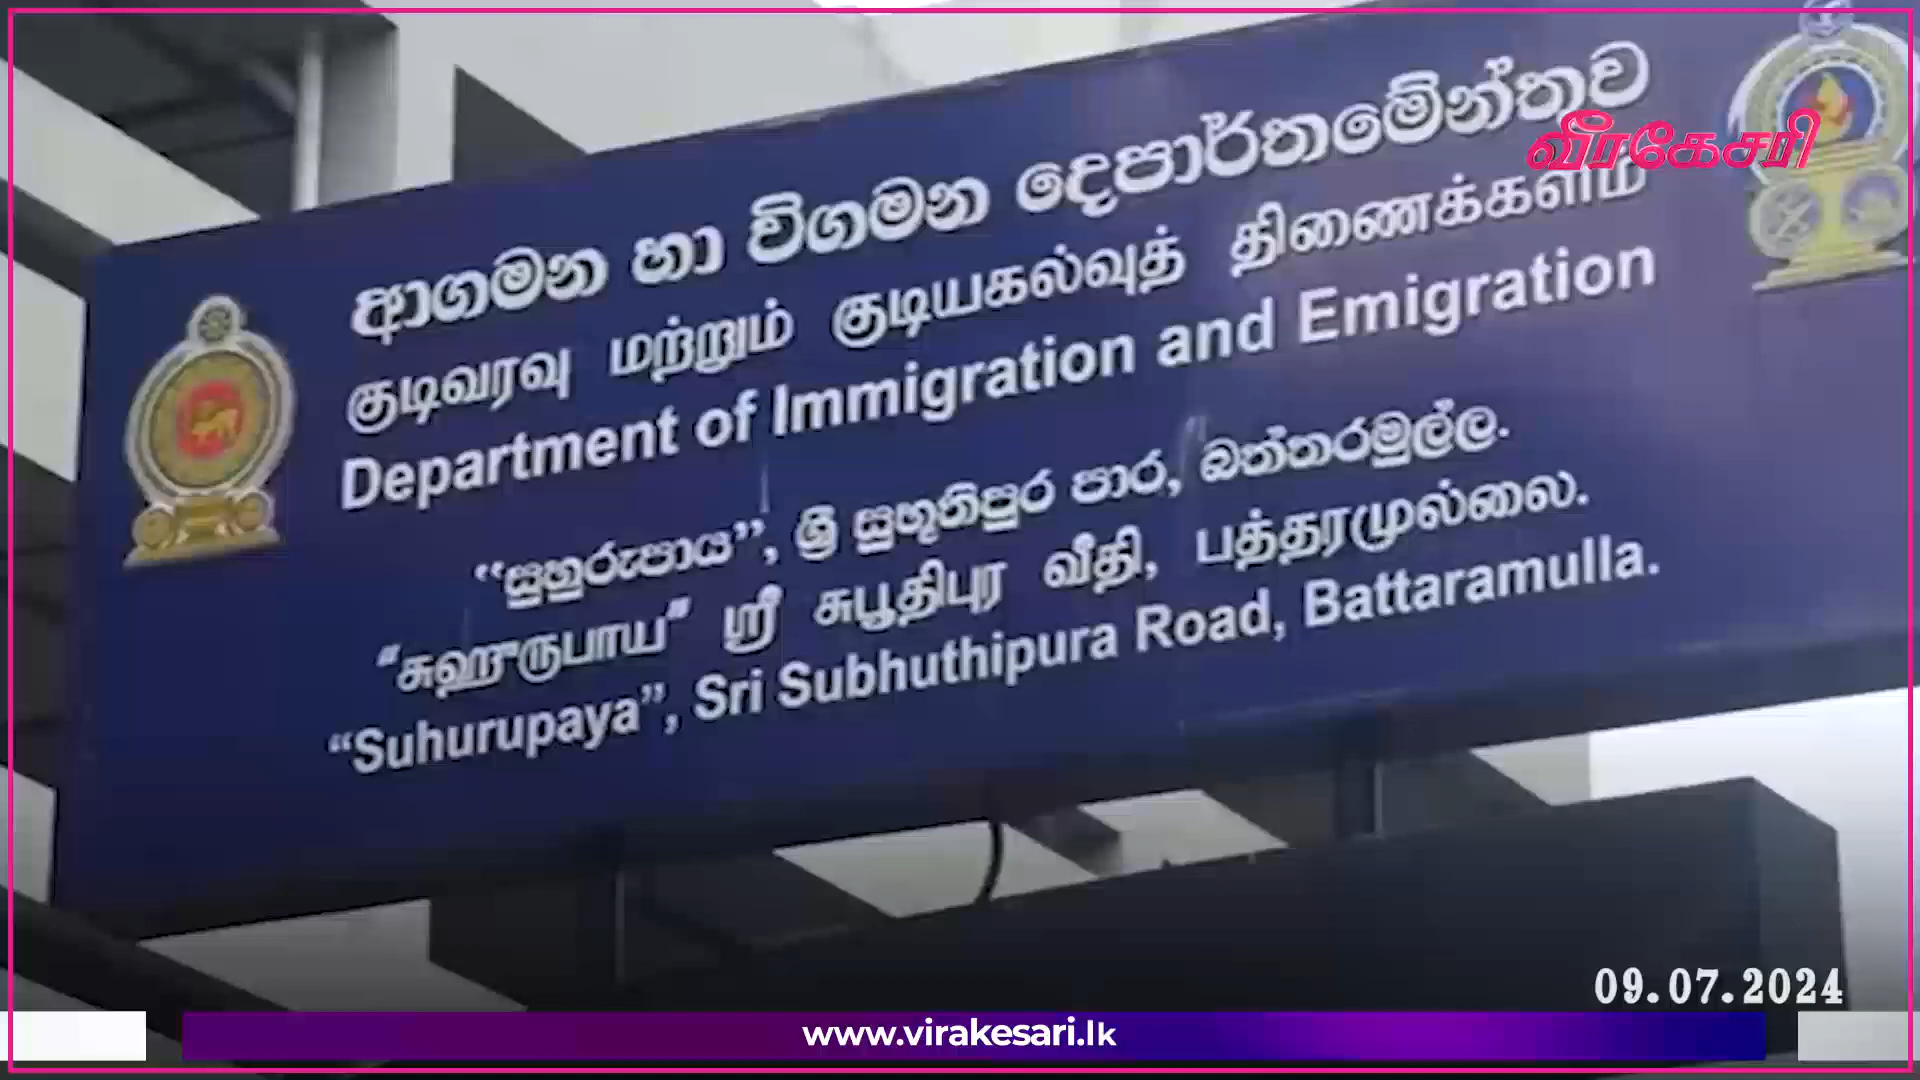 ආගමන හා විගමන දෙපාර්තමේන්තුව
குடிவரவு மற்றும் குடியகல்வுத் திணைக்களம்
Department of Immigration and Emigration
“සුහුරුපාය”, ශ්‍රී සුභූතිපුර පාර, බත්තරමුල්ල.
“சுஹுருபாய” ஸ்ரீ சுபூதிபுர வீதி, பத்தரமுல்லை.
“Suhurupaya”, Sri Subhuthipura Road, Battaramulla.
வீரகேசரி
09.07.2024
www.virakesari.lk